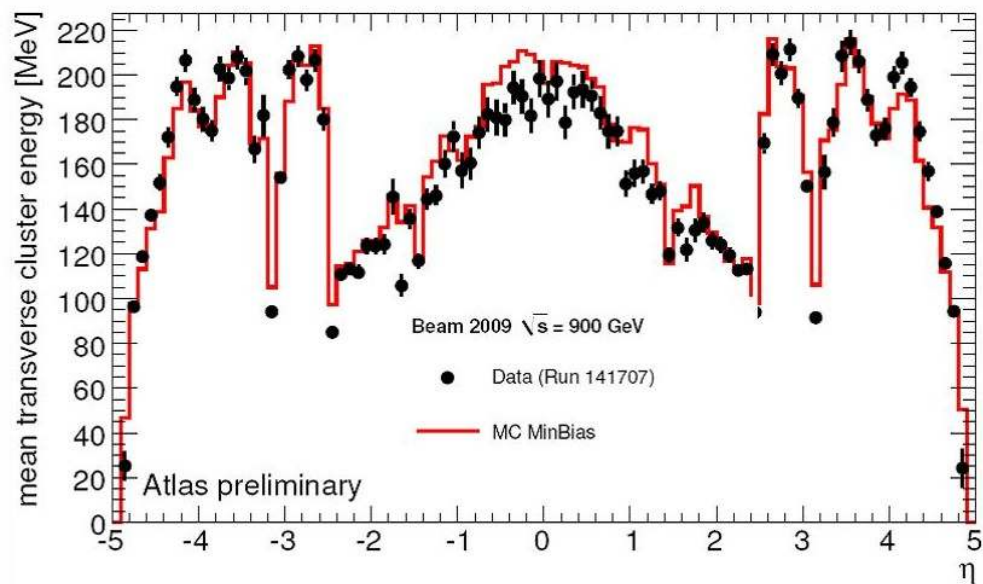 mean transverse cluster energy [MeV]
220
200
180
160
140
120
100
80
60
40
20
0
Beam 2009 √s = 900 GeV
Data (Run 141707)
MC MinBias
Atlas preliminary
-5 -4 -3 -2 -1 0 1 2 3 4 5
η